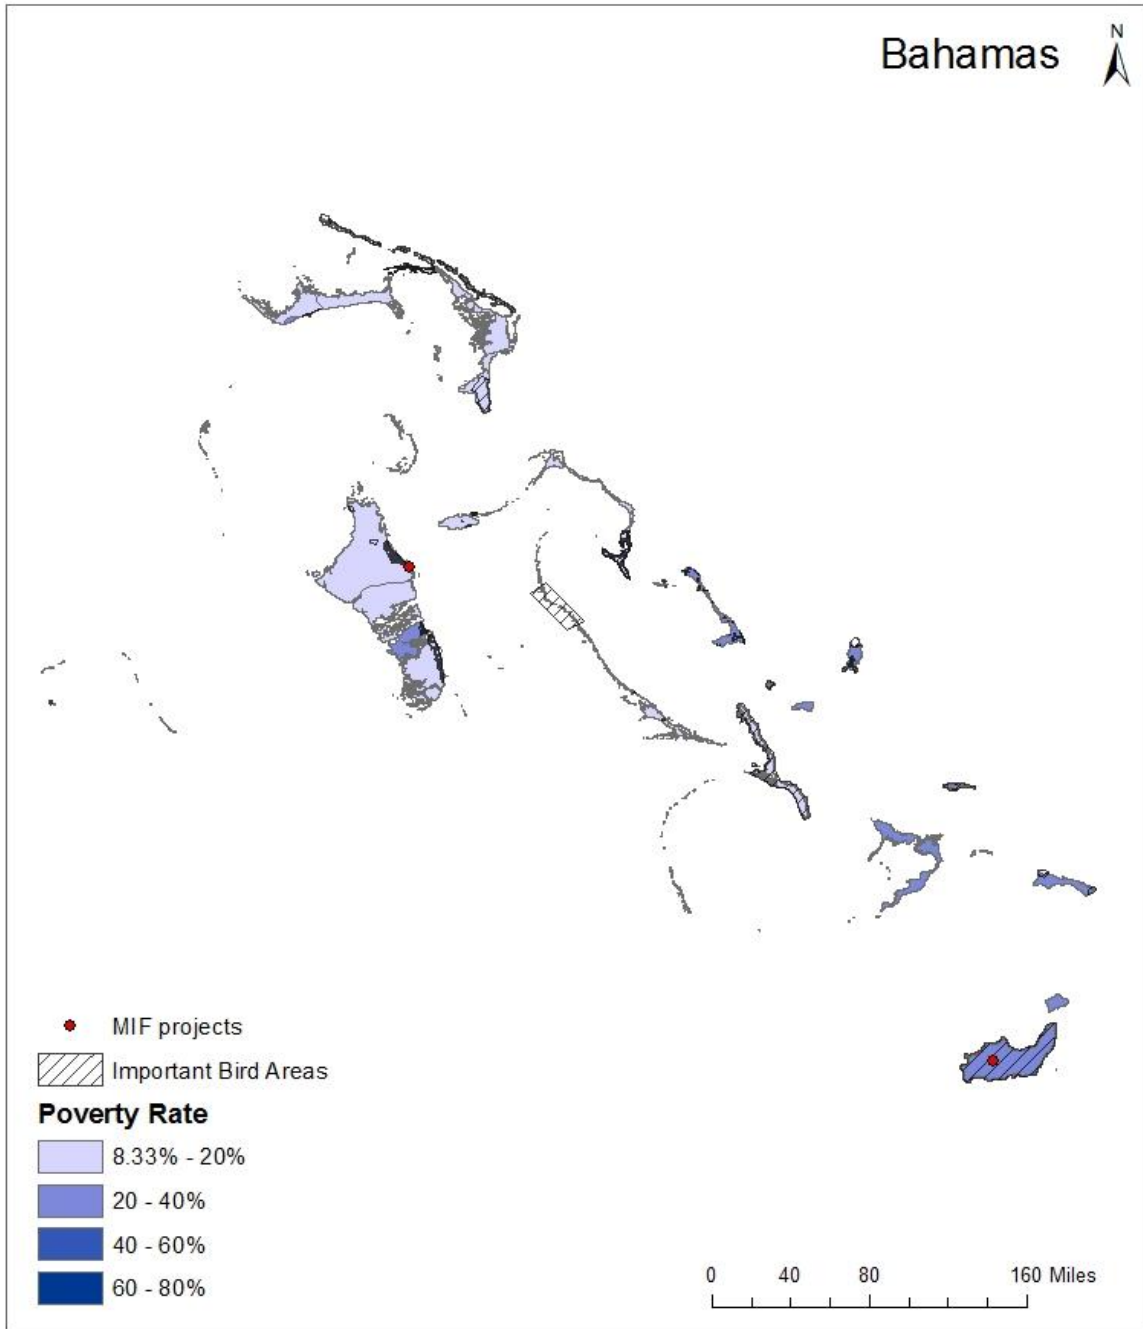 Bahamas
N
MIF projects
Important Bird Areas
Poverty Rate
8.33% - 20%
20 - 40%
40 - 60%
60 - 80%
0 40 80 160 Miles